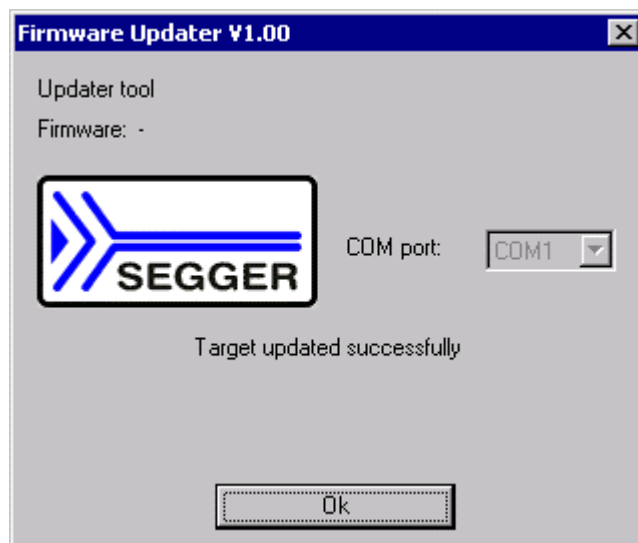 Firmware Updater V1.00
Updater tool
Firmware: -
SEGGER
COM port: COM1
Target updated successfully
Ok